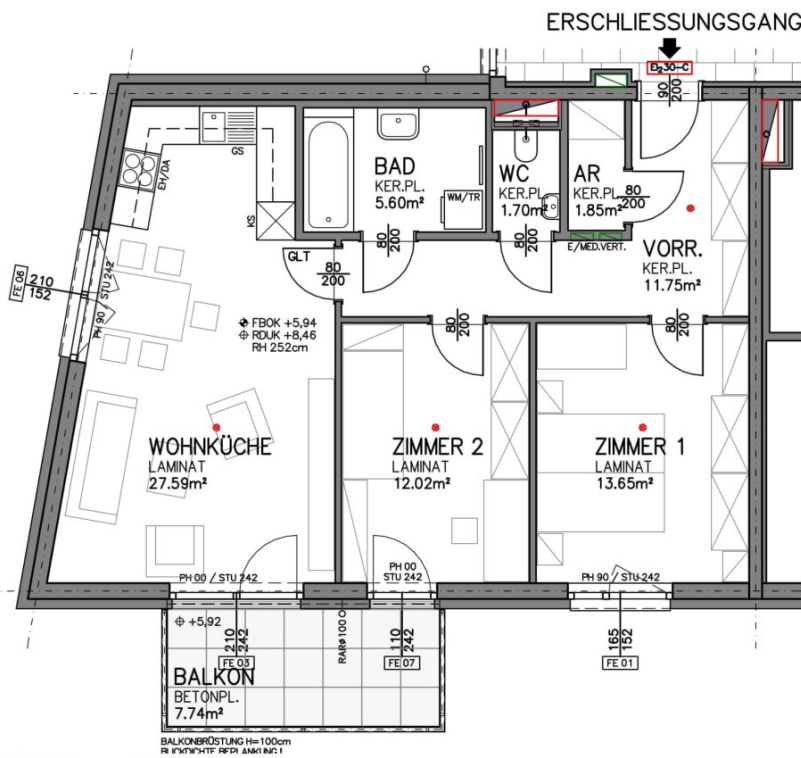 ERSCHLIESSUNGSGANG
EI₂30-C
90
200
GS
EH/DA
KS
BAD
KER.PL.
5.60m²
WM/TR
WC
KER.PL.
1.70m²
AR
KER.PL.
1.85m²
80
200
E/MED.VERT.
VORR.
KER.PL.
11.75m²
GLT
80
200
80
200
80
200
80
200
80
200
FE 06
210
152
PH 90 / STU 242
FBOK +5,94
RDUK +8,46
RH 252cm
WOHNKÜCHE
LAMINAT
27.59m²
ZIMMER 2
LAMINAT
12.02m²
ZIMMER 1
LAMINAT
13.65m²
PH 00 / STU 242
PH 00
STU 242
PH 90 / STU 242
+5,92
210
242
FE 03
RARø100
110
242
FE 07
165
152
FE 01
BALKON
BETONPL.
7.74m²
BALKONBRÜSTUNG H=100cm
BLICKDICHTE BEPLANKUNG!